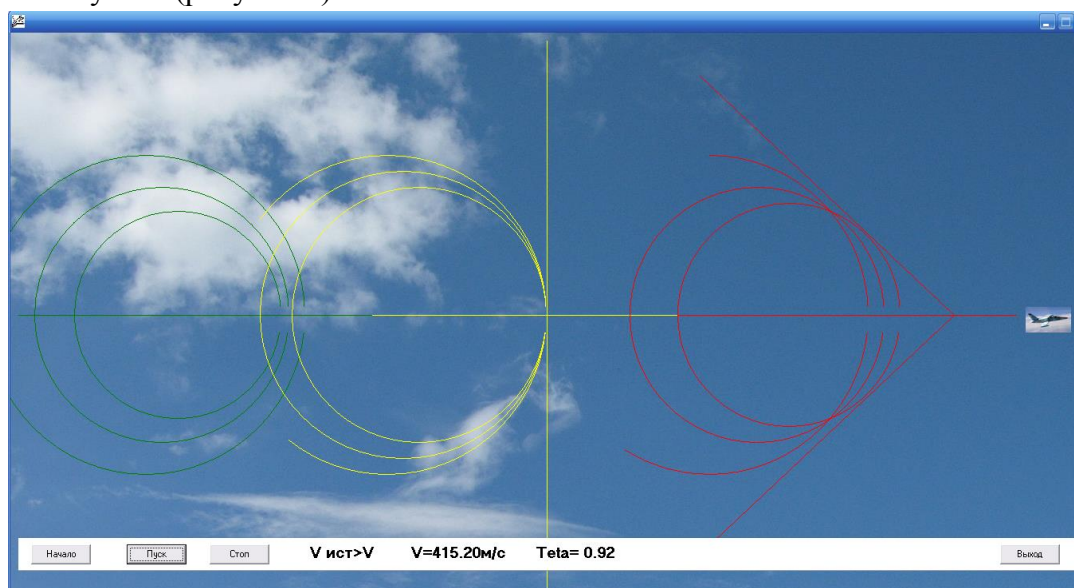 Начало Пуск Стоп V ист>V V=415.20м/с Teta= 0.92 Выход